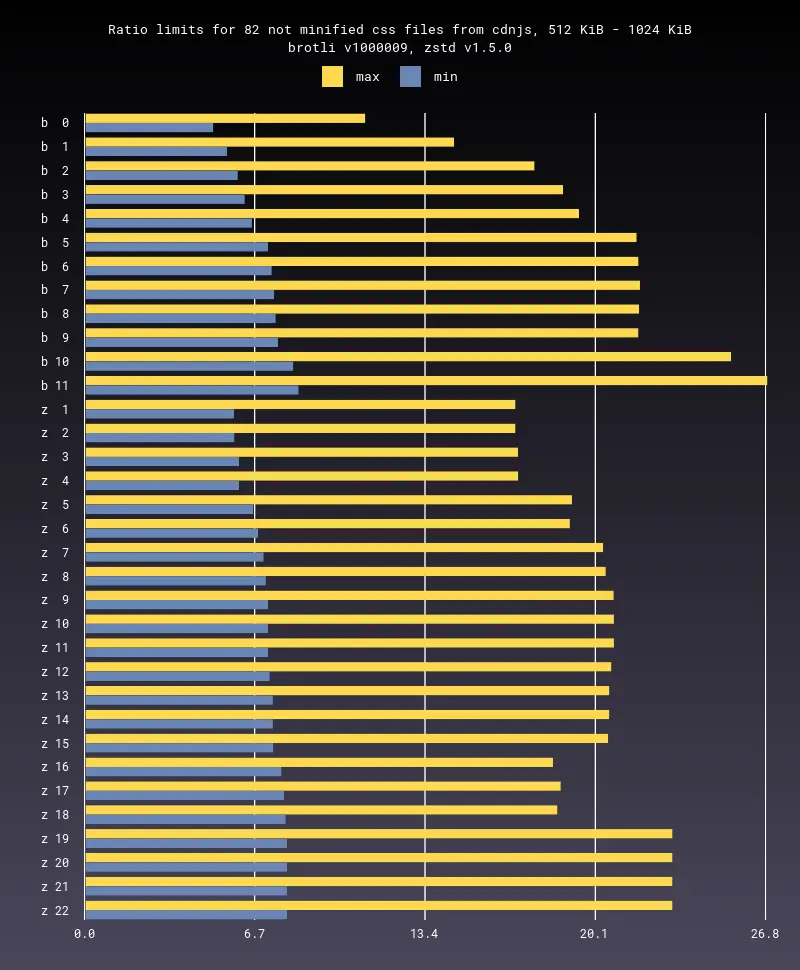 Ratio limits for 82 not minified css files from cdnjs, 512 KiB - 1024 KiB
brotli v1000009, zstd v1.5.0
max min
b 0
b 1
b 2
b 3
b 4
b 5
b 6
b 7
b 8
b 9
b 10
b 11
z 1
z 2
z 3
z 4
z 5
z 6
z 7
z 8
z 9
z 10
z 11
z 12
z 13
z 14
z 15
z 16
z 17
z 18
z 19
z 20
z 21
z 22
0.0 6.7 13.4 20.1 26.8